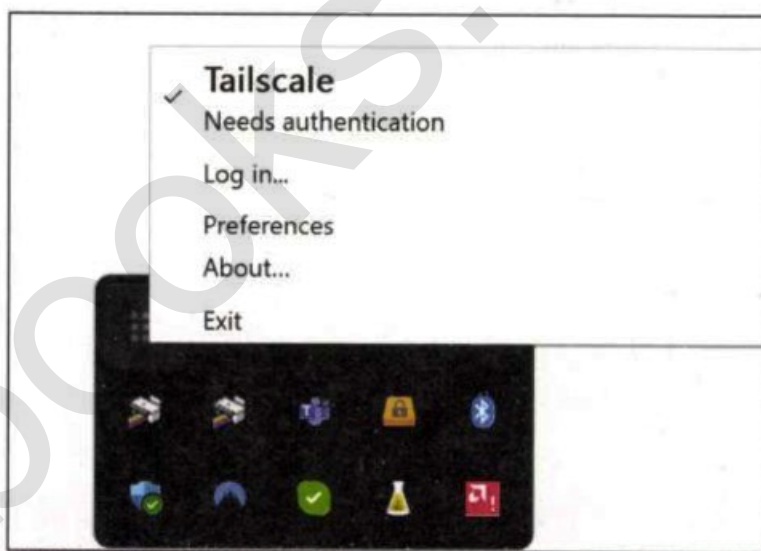 Tailscale
Needs authentication
Log in...
Preferences
About...
Exit